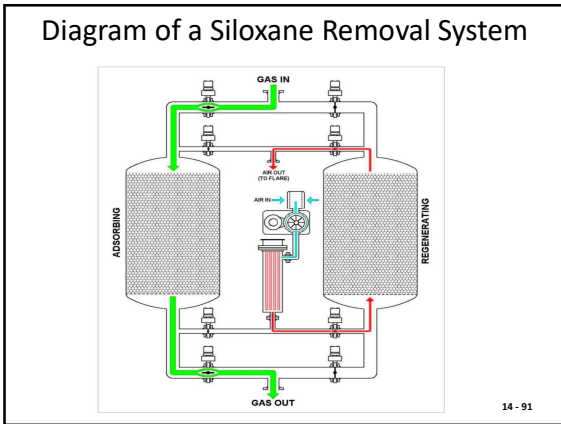 Diagram of a Siloxane Removal System
GAS IN
AIR OUT
(TO FLARE)
AIR IN
ADSORBING
REGENERATING
GAS OUT
14 - 91